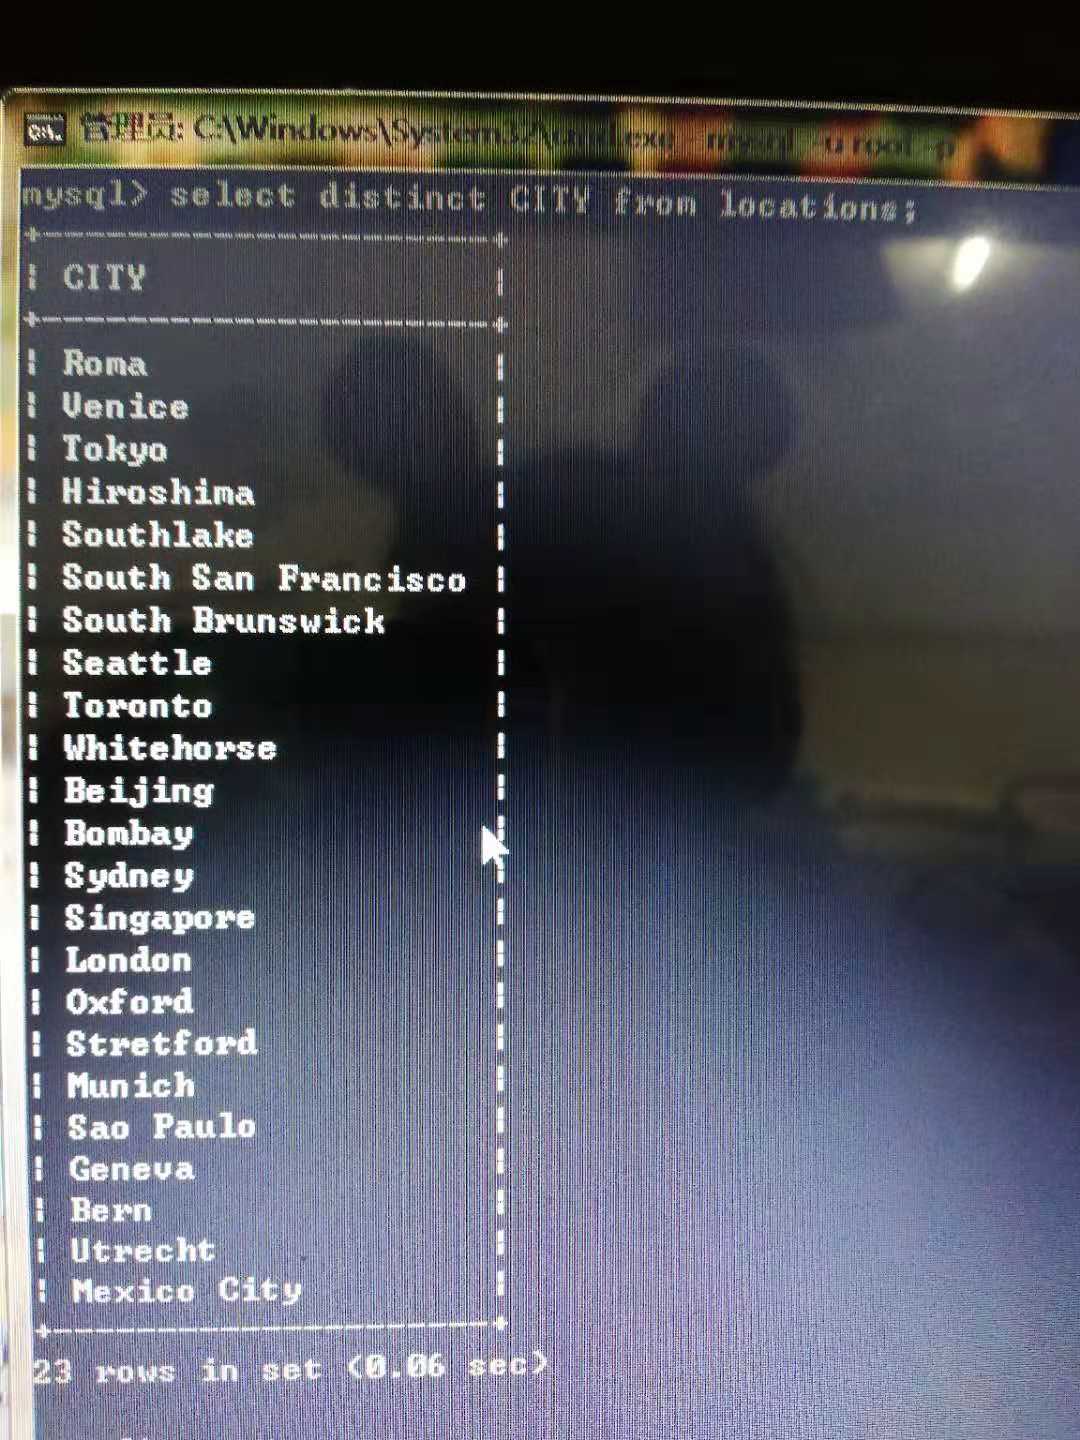 管理员: C:\Windows\System32\cmd.exe - mysql -u root -p
mysql> select distinct CITY from locations;
+----------------------+
| CITY |
+----------------------+
| Roma |
| Venice |
| Tokyo |
| Hiroshima |
| Southlake |
| South San Francisco |
| South Brunswick |
| Seattle |
| Toronto |
| Whitehorse |
| Beijing |
| Bombay |
| Sydney |
| Singapore |
| London |
| Oxford |
| Stretford |
| Munich |
| Sao Paulo |
| Geneva |
| Bern |
| Utrecht |
| Mexico City |
+----------------------+
23 rows in set (0.06 sec)